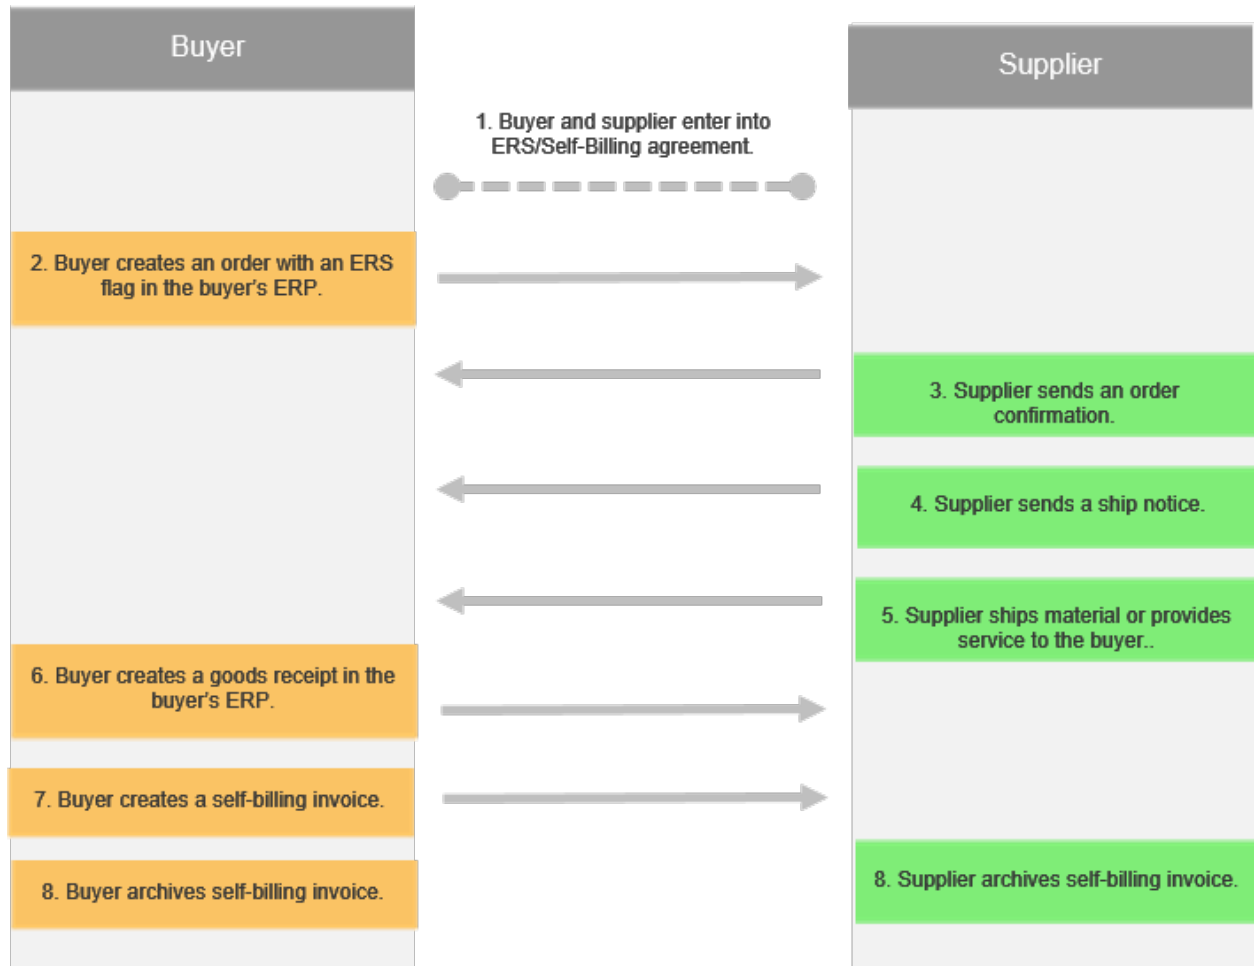 Buyer
Supplier
1. Buyer and supplier enter into
ERS/Self-Billing agreement.
2. Buyer creates an order with an ERS
flag in the buyer's ERP.
3. Supplier sends an order
confirmation.
4. Supplier sends a ship notice.
5. Supplier ships material or provides
service to the buyer..
6. Buyer creates a goods receipt in the
buyer's ERP.
7. Buyer creates a self-billing invoice.
8. Buyer archives self-billing invoice.
8. Supplier archives self-billing invoice.